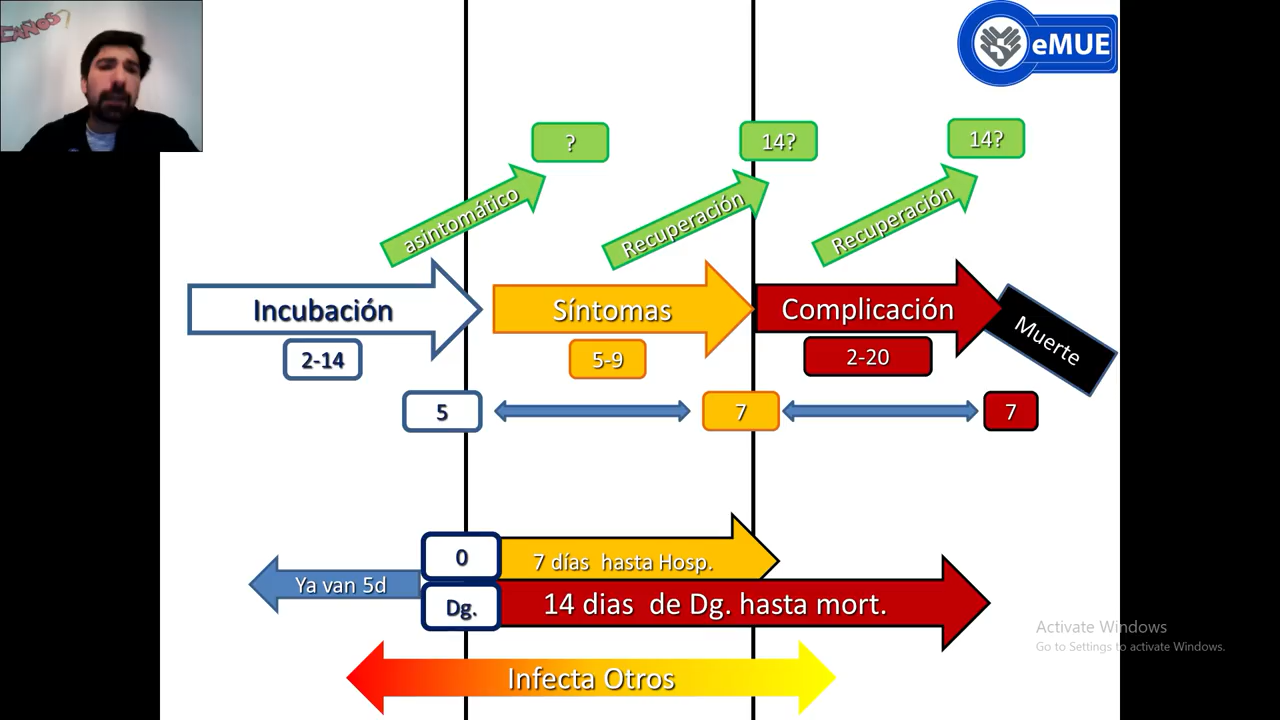 CAÑOS?
eMUE
?
14?
14?
asintomático
Recuperación
Recuperación
Incubación
Síntomas
Complicación
Muerte
2-14
5-9
2-20
5
7
7
0
7 días hasta Hosp.
Ya van 5d
Dg.
14 dias de Dg. hasta mort.
Activate Windows
Go to Settings to activate Windows.
Infecta Otros